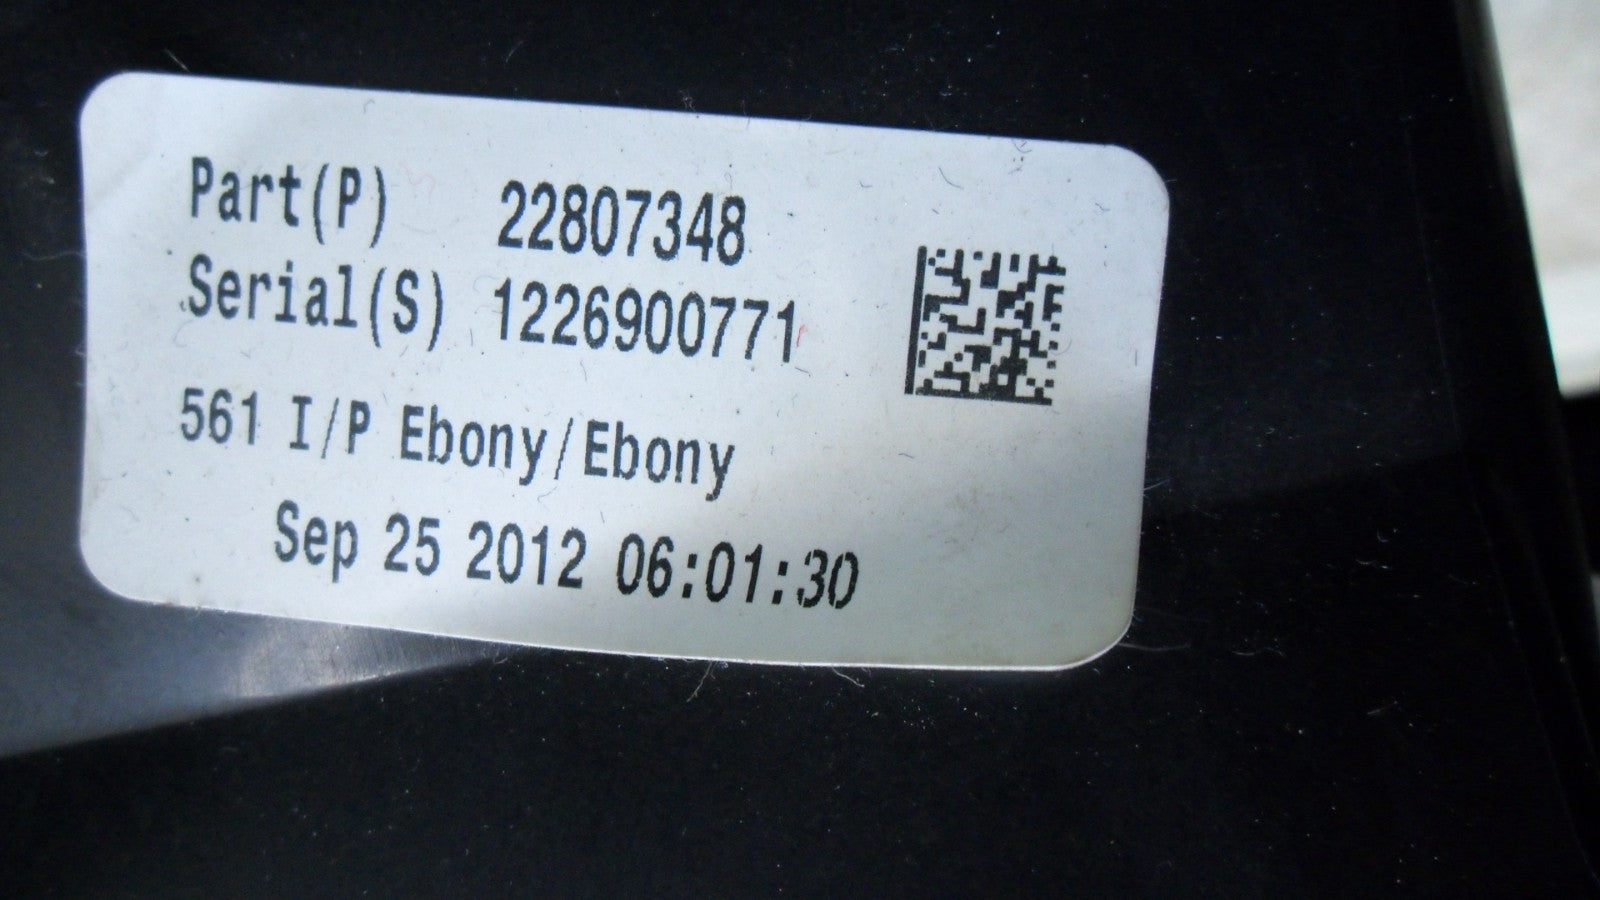 Part(P) 22807348
Serial(S) 1226900771
561 I/P Ebony/Ebony
Sep 25 2012 06:01:30